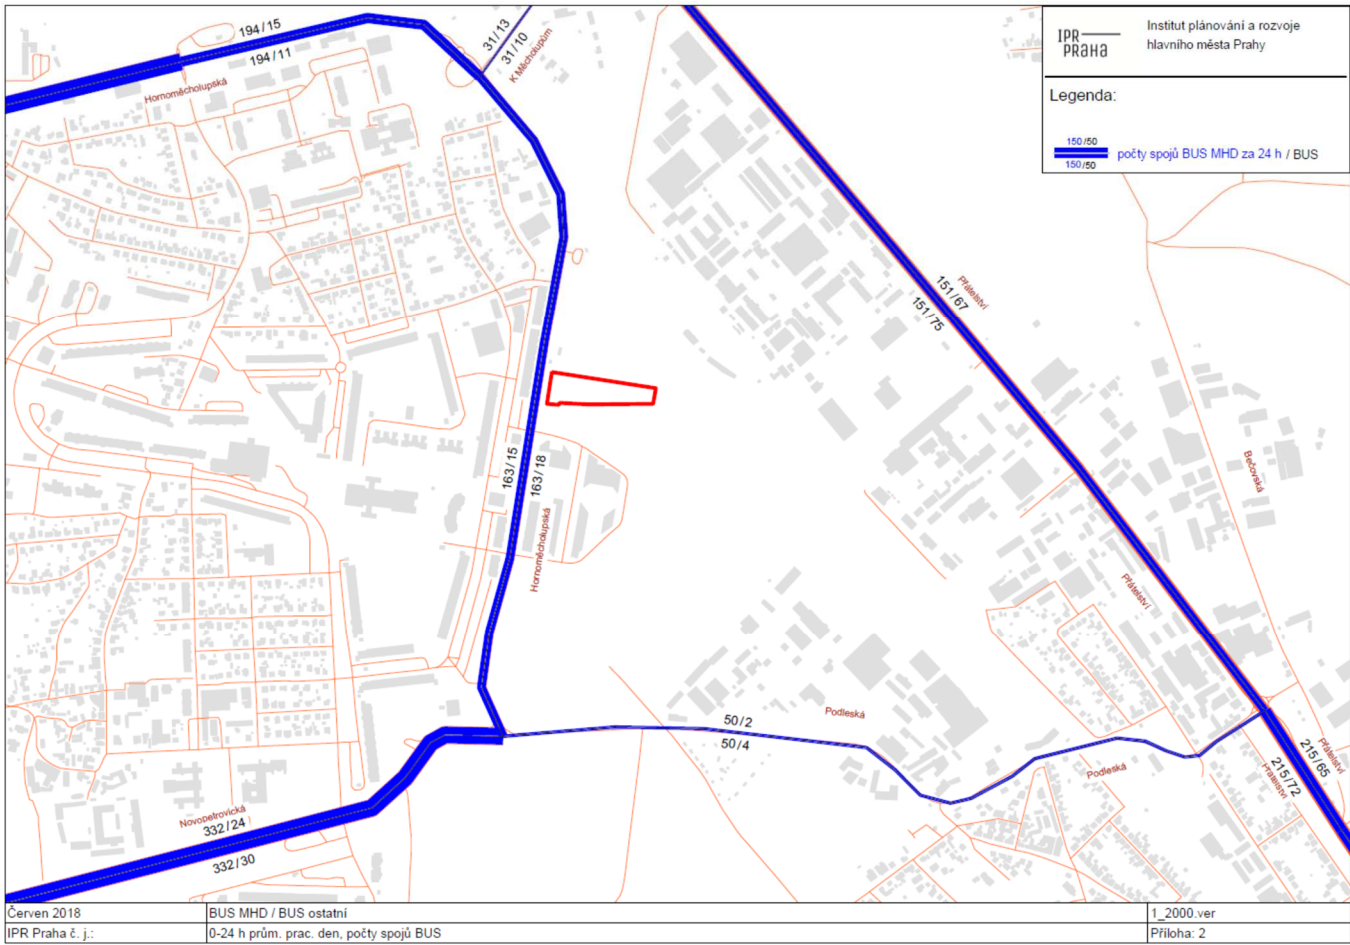 194/15
194/11
Hornoměcholupská
31/13
31/10
K Měcholupům
IPR
PRAHA
Institut plánování a rozvoje
hlavního města Prahy
Legenda:
150/50
150/50
počty spojů BUS MHD za 24 h / BUS
151/67
151/75
Přátelství
163/15
163/18
Hornoměcholupská
Bečovská
Přátelství
50/2
50/4
Podleská
Podleská
215/65
215/72
Přátelství
Přátelství
Novopetrovická
332/24
332/30
Červen 2018
BUS MHD / BUS ostatní
1_2000.ver
IPR Praha č. j.:
0-24 h prům. prac. den, počty spojů BUS
Příloha: 2